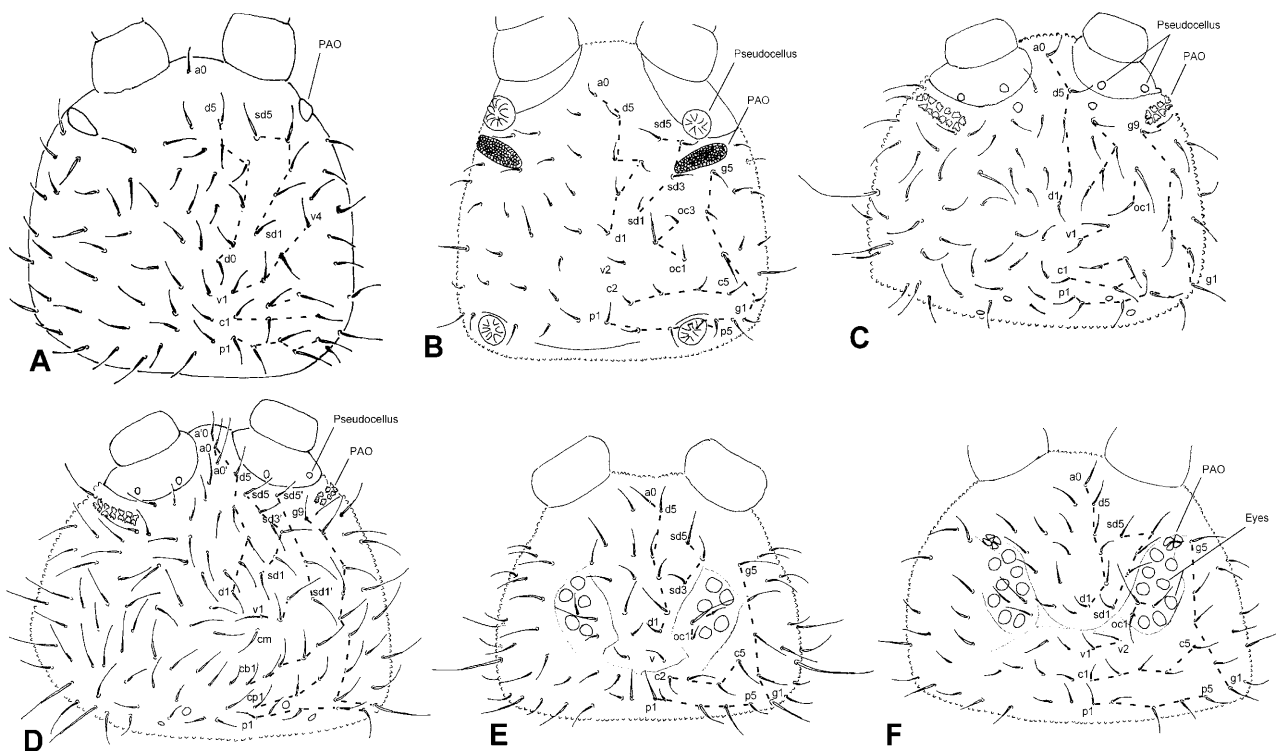 PAO
a0
d5
sd5
v4
sd1
d0
v1
c1
p1
A
Pseudocellus
a0
PAO
d5
sd5
g5
sd3
sd1
oc3
d1
v2
oc1
c2
c5
p1
g1
p5
B
Pseudocellus
a0
PAO
d5
g9
d1
oc1
v1
c1
p1
g1
C
Pseudocellus
a'0
a0
PAO
a0'
d5
sd5
sd5'
sd3'
g9
sd1
d1
sd1'
v1
cm
cb1
cp1
p1
D
a0
d5
sd5
g5
sd3
d1
oc1
v
c5
c2
p5
g1
p1
E
PAO
a0
d5
Eyes
sd5
g5
d1
sd1
oc1
v1
v2
c5
c1
g1
p5
p1
F